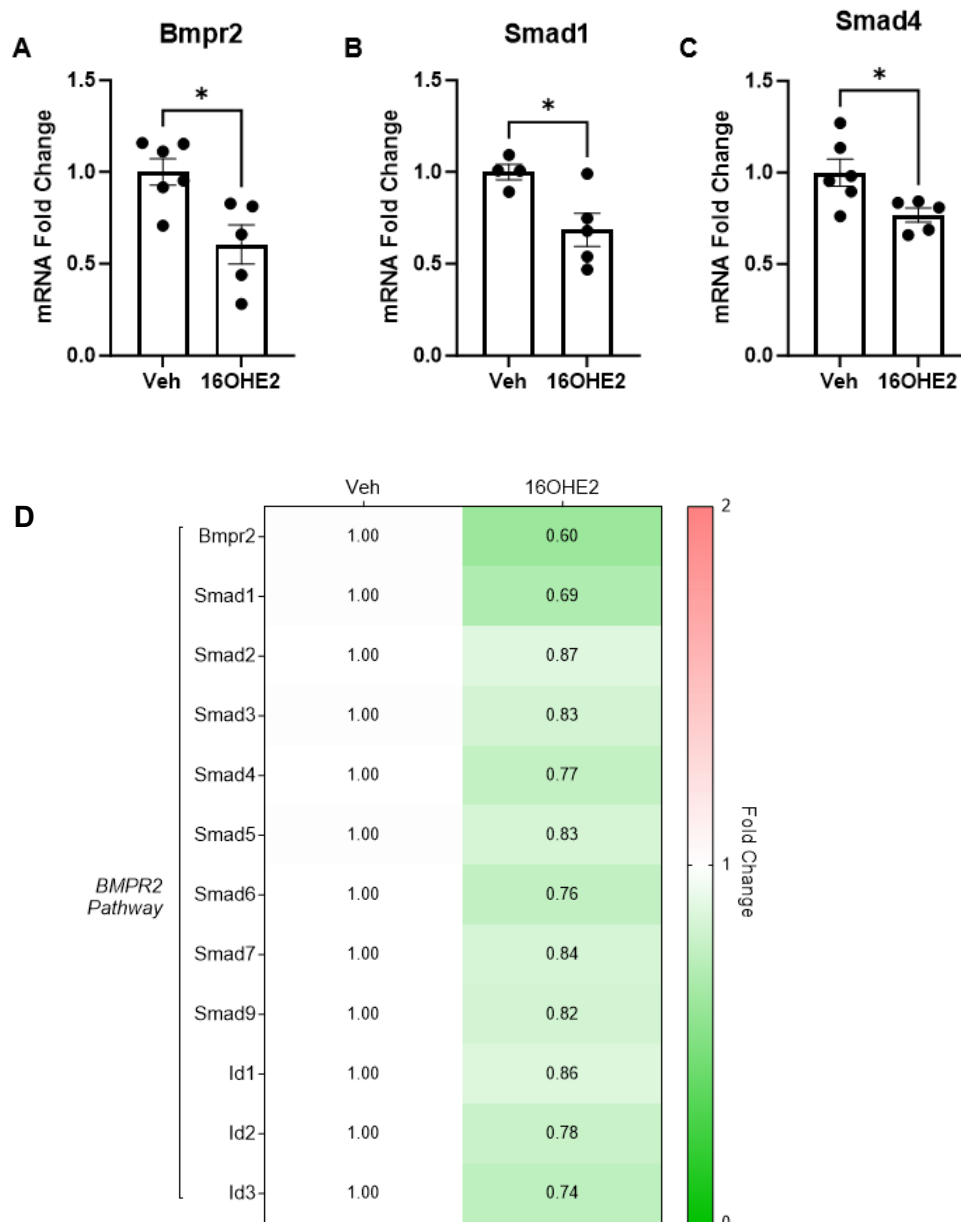 A
Bmpr2
mRNA Fold Change
1.5
1.0
0.5
0.0
*
Veh
16OHE2
B
Smad1
mRNA Fold Change
1.5
1.0
0.5
0.0
*
Veh
16OHE2
C
Smad4
mRNA Fold Change
1.5
1.0
0.5
0.0
*
Veh
16OHE2
D
Veh 16OHE2
Bmpr2 1.00 0.60
Smad1 1.00 0.69
Smad2 1.00 0.87
Smad3 1.00 0.83
Smad4 1.00 0.77
Smad5 1.00 0.83
Smad6 1.00 0.76
Smad7 1.00 0.84
Smad9 1.00 0.82
Id1 1.00 0.86
Id2 1.00 0.78
Id3 1.00 0.74
BMPR2
Pathway
2
1
0
Fold Change